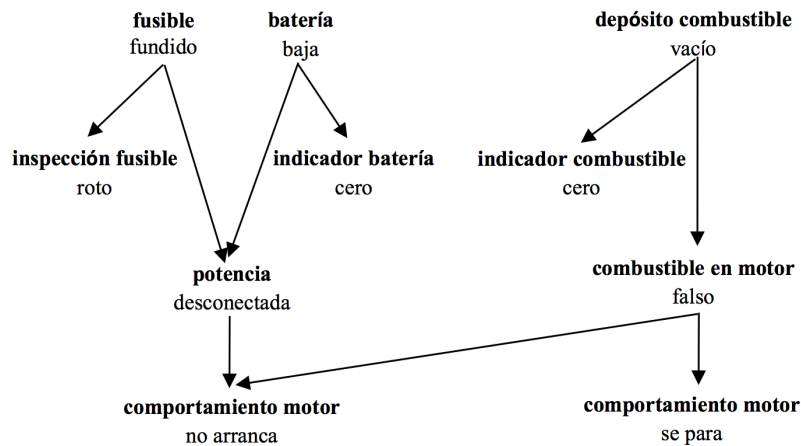 fusible
fundido
batería
baja
depósito combustible
vacío
inspección fusible
roto
indicador batería
cero
indicador combustible
cero
potencia
desconectada
combustible en motor
falso
comportamiento motor
no arranca
comportamiento motor
se para